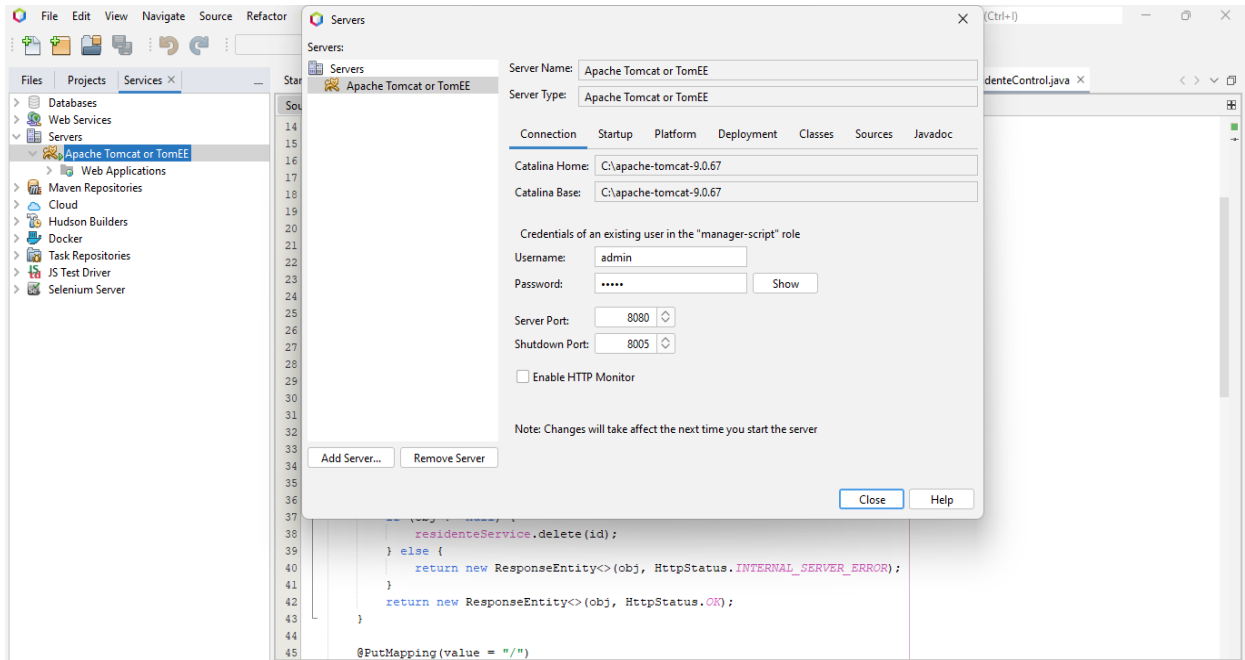 File Edit View Navigate Source Refactor
(Ctrl+I)
Files Projects Services
Databases
Web Services
Servers
Apache Tomcat or TomEE
Web Applications
Maven Repositories
Cloud
Hudson Builders
Docker
Task Repositories
JS Test Driver
Selenium Server
Star
denteControl.java
Sou
Servers
Servers:
Servers
Apache Tomcat or TomEE
Add Server... Remove Server
Server Name: Apache Tomcat or TomEE
Server Type: Apache Tomcat or TomEE
Connection Startup Platform Deployment Classes Sources Javadoc
Catalina Home: C:\apache-tomcat-9.0.67
Catalina Base: C:\apache-tomcat-9.0.67
Credentials of an existing user in the "manager-script" role
Username: admin
Password: ••••• Show
Server Port: 8080
Shutdown Port: 8005
Enable HTTP Monitor
Note: Changes will take affect the next time you start the server
Close Help
14
15
16
17
18
19
20
21
22
23
24
25
26
27
28
29
30
31
32
33
34
35
36
37
38 residenteService.delete(id);
39 } else {
40 return new ResponseEntity<>(obj, HttpStatus.INTERNAL_SERVER_ERROR);
41 }
42 return new ResponseEntity<>(obj, HttpStatus.OK);
43 }
44
45 @PutMapping(value = "/")